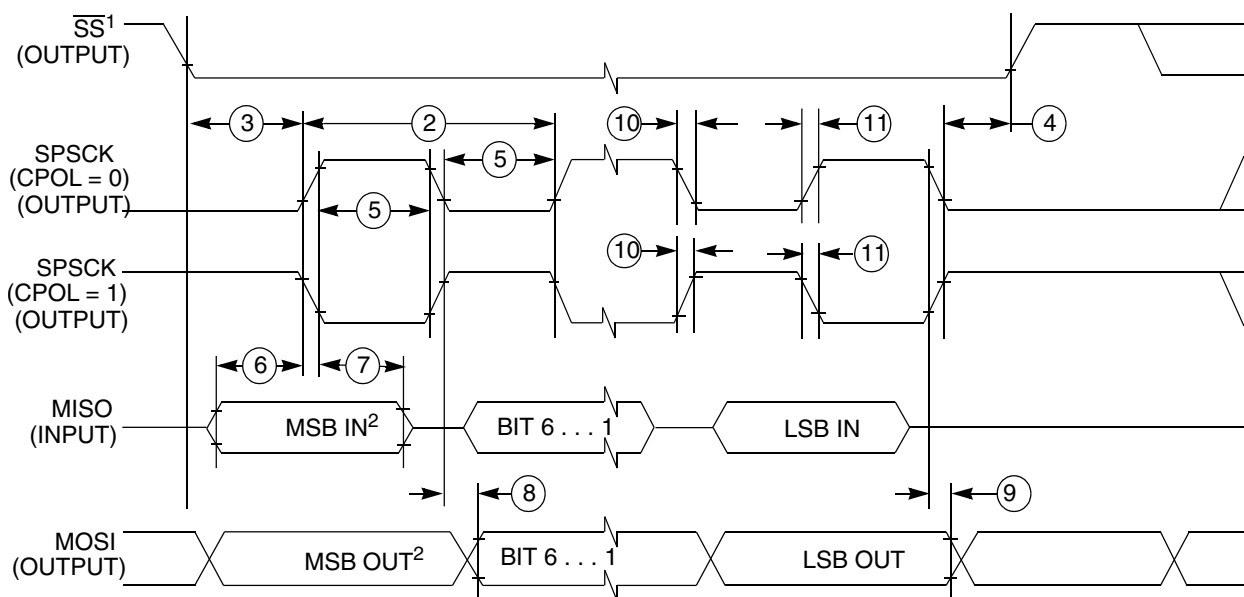 SS¹
(OUTPUT)
3
2
10
11
4
SPSCK
(CPOL = 0)
(OUTPUT)
5
5
SPSCK
(CPOL = 1)
(OUTPUT)
10
11
6
7
MISO
(INPUT)
MSB IN²
BIT 6 . . . 1
LSB IN
8
9
MOSI
(OUTPUT)
MSB OUT²
BIT 6 . . . 1
LSB OUT